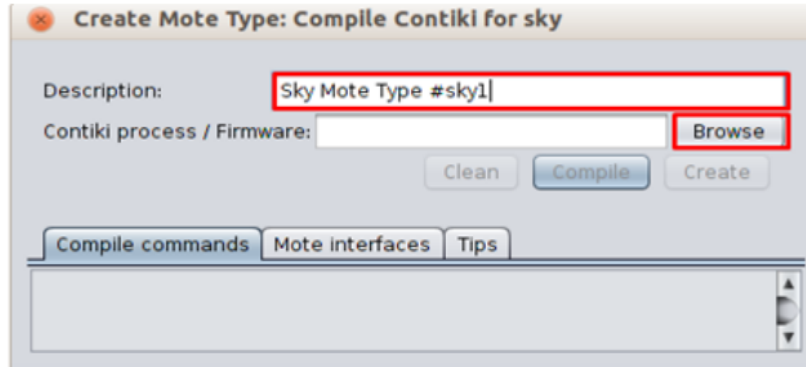 Create Mote Type: Compile Contiki for sky
Description: Sky Mote Type #sky1
Contiki process / Firmware: Browse
Clean Compile Create
Compile commands Mote interfaces Tips